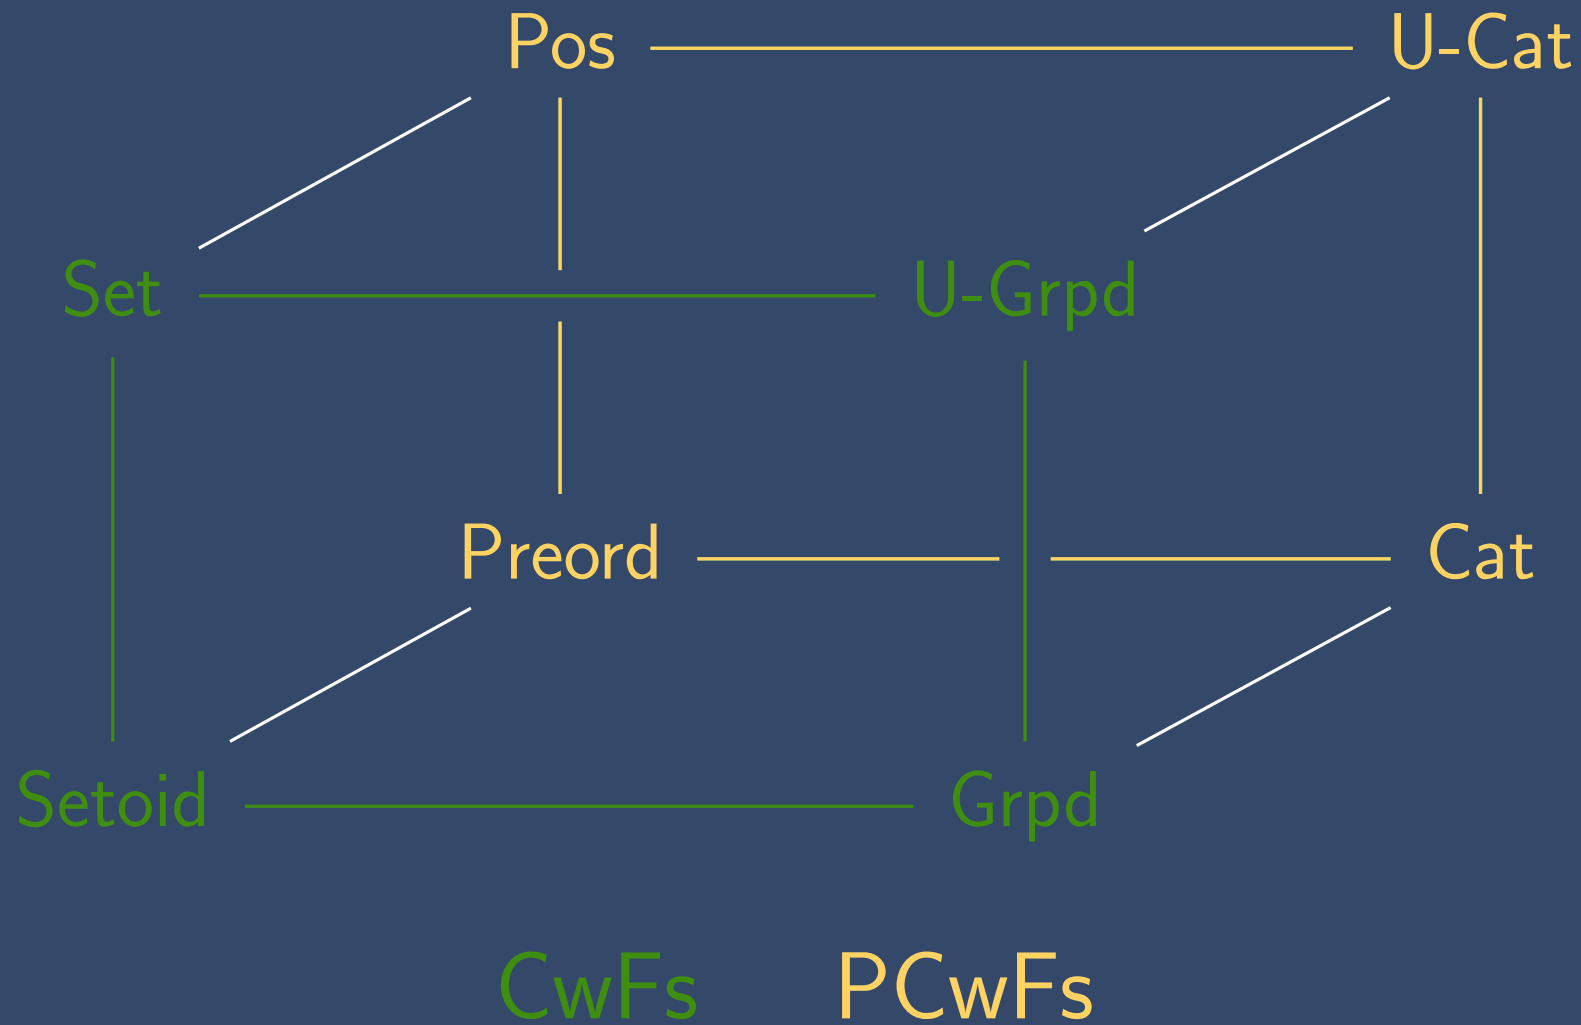 Pos U-Cat
Set U-Grpd
Preord Cat
Setoid Grpd
CwFs PCwFs